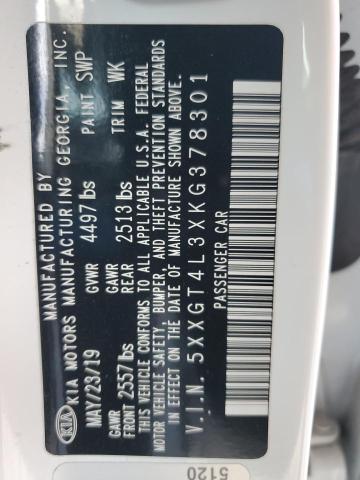 KIA
MANUFACTURED BY
KIA MOTORS MANUFACTURING GEORGIA, INC.
MAY/23/19 GVWR 4497 lbs PAINT SWP
GAWR FRONT 2557 lbs GAWR REAR 2513 lbs TRIM WK
THIS VEHICLE CONFORMS TO ALL APPLICABLE U.S.A. FEDERAL
MOTOR VEHICLE SAFETY, BUMPER, AND THEFT PREVENTION STANDARDS
IN EFFECT ON THE DATE OF MANUFACTURE SHOWN ABOVE.
V.I.N. 5XXGT4L3XKG378301
PASSENGER CAR
5120